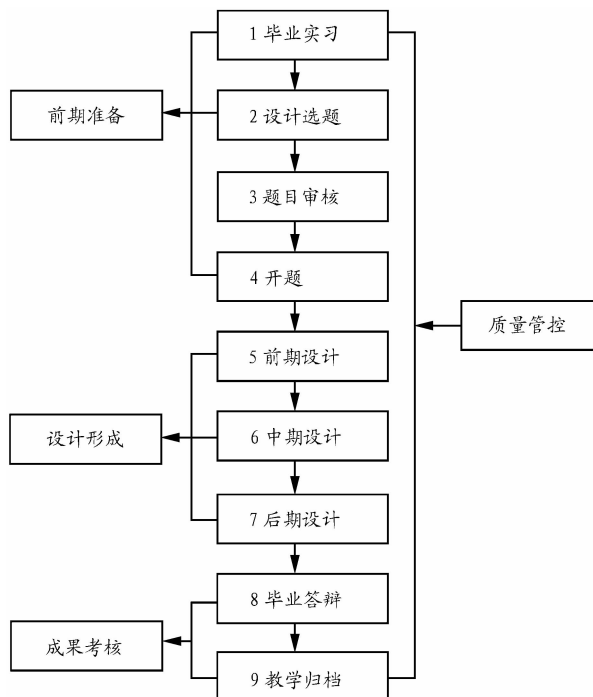 1 毕业实习
前期准备
2 设计选题
3 题目审核
4 开题
质量管控
5 前期设计
设计形成
6 中期设计
7 后期设计
8 毕业答辩
成果考核
9 教学归档